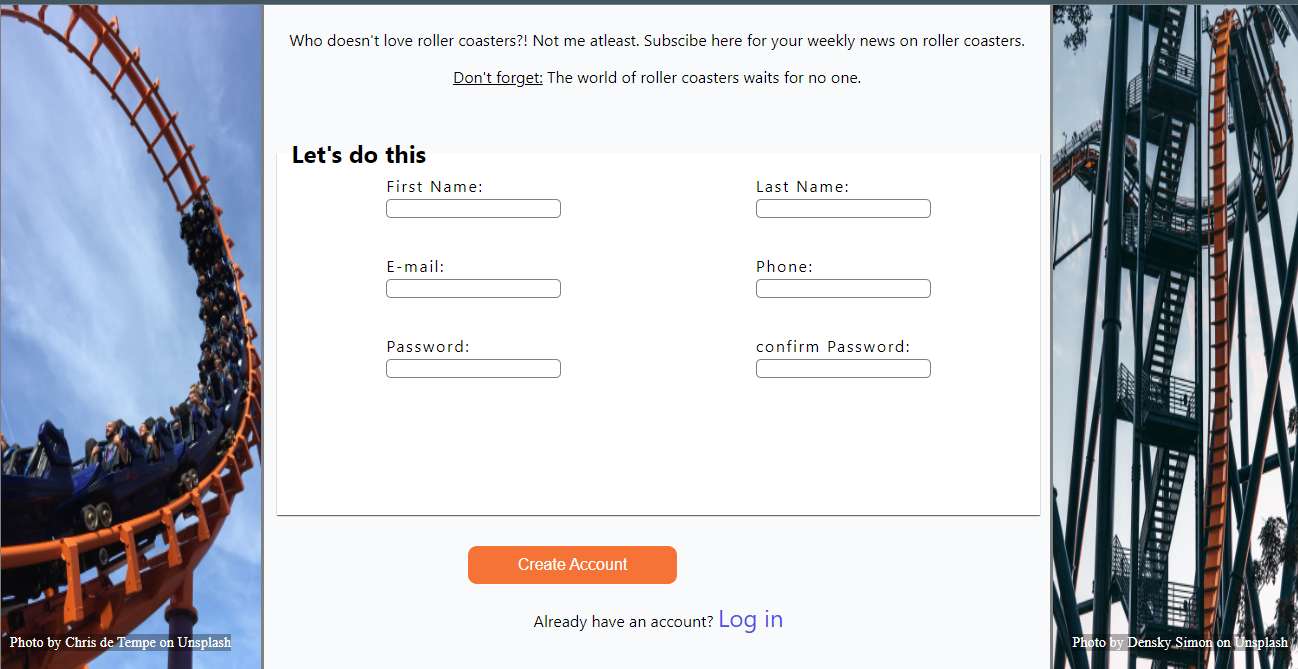 Who doesn't love roller coasters?! Not me atleast. Subscibe here for your weekly news on roller coasters.
Don't forget: The world of roller coasters waits for no one.
Let's do this
First Name:
Last Name:
E-mail:
Phone:
Password:
confirm Password:
Create Account
Already have an account? Log in
Photo by Chris de Tempe on Unsplash
Photo by Densky Simon on Unsplash